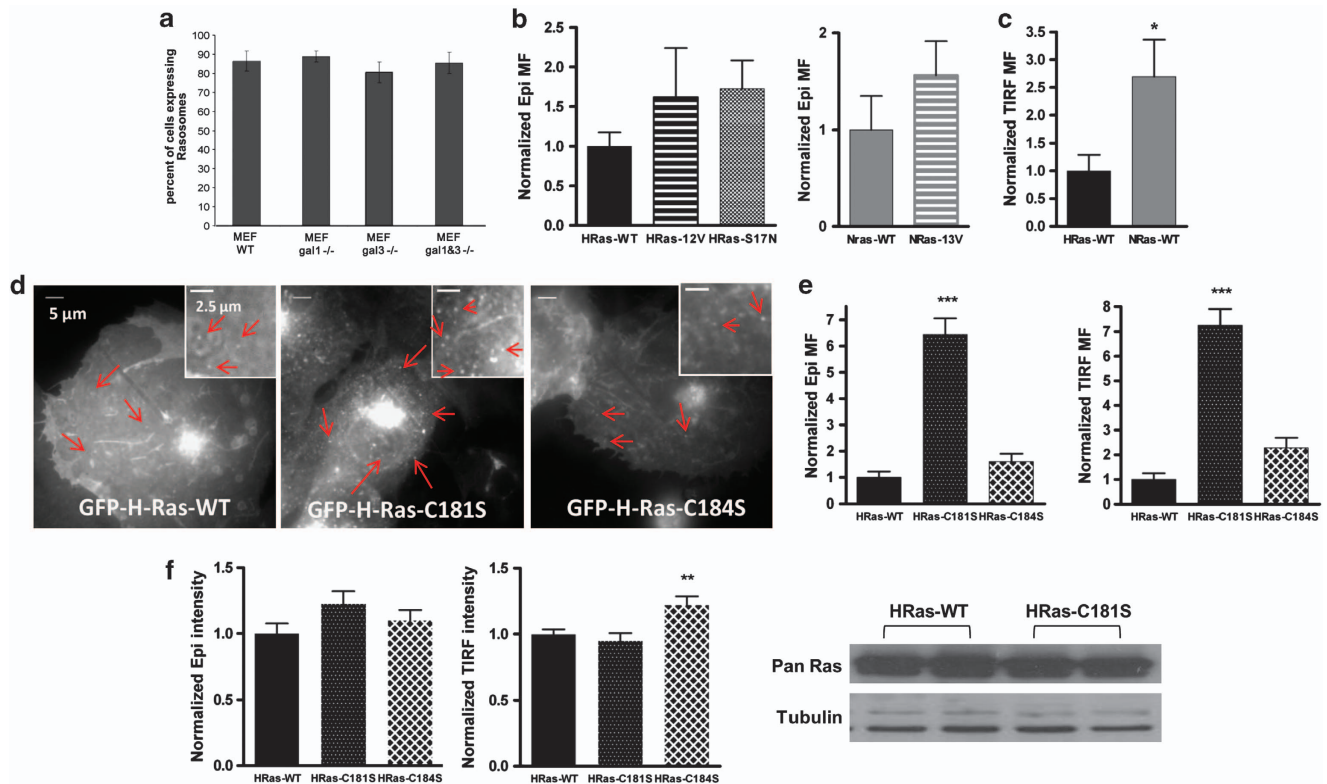 a
percent of cells expressing
Rasosomes
100
90
80
70
60
50
40
30
20
10
0
MEF
WT
MEF
gal1 -/-
MEF
gal3 -/-
MEF
gal1&3 -/-
b
Normalized Epi MF
2.5
2.0
1.5
1.0
0.5
0.0
HRas-WT HRas-12V HRas-S17N
Normalized Epi MF
2
1
0
Nras-WT NRas-13V
c
Normalized TIRF MF
3.5
3.0
2.5
2.0
1.5
1.0
0.5
0.0
*
HRas-WT NRas-WT
d
5 µm
2.5 µm
GFP-H-Ras-WT
GFP-H-Ras-C181S
GFP-H-Ras-C184S
e
Normalized Epi MF
8
7
6
5
4
3
2
1
0
***
HRas-WT HRas-C181S HRas-C184S
Normalized TIRF MF
8
7
6
5
4
3
2
1
0
***
HRas-WT HRas-C181S HRas-C184S
f
Normalized Epi intensity
1.5
1.0
0.5
0.0
HRas-WT HRas-C181S HRas-C184S
Normalized TIRF intensity
1.5
1.0
0.5
0.0
**
HRas-WT HRas-C181S HRas-C184S
HRas-WT HRas-C181S
Pan Ras
Tubulin